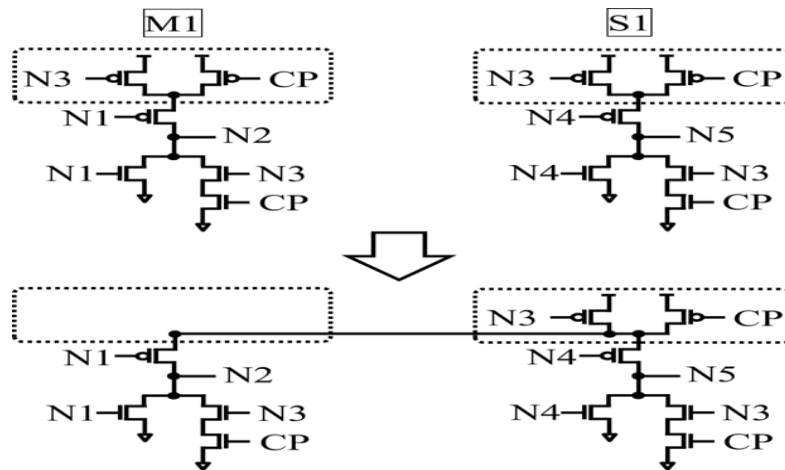 M1 S1
N3 CP N3 CP
N1 N4
N2 N5
N1 N3 N4 N3
CP CP
N3 CP
N1 N4
N2 N5
N1 N3 N4 N3
CP CP